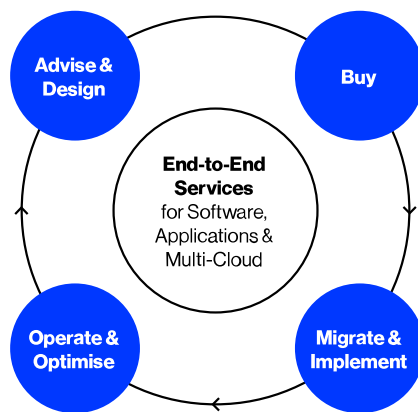 Advise &
Design
Buy
End-to-End
Services
for Software,
Applications &
Multi-Cloud
Operate &
Optimise
Migrate &
Implement